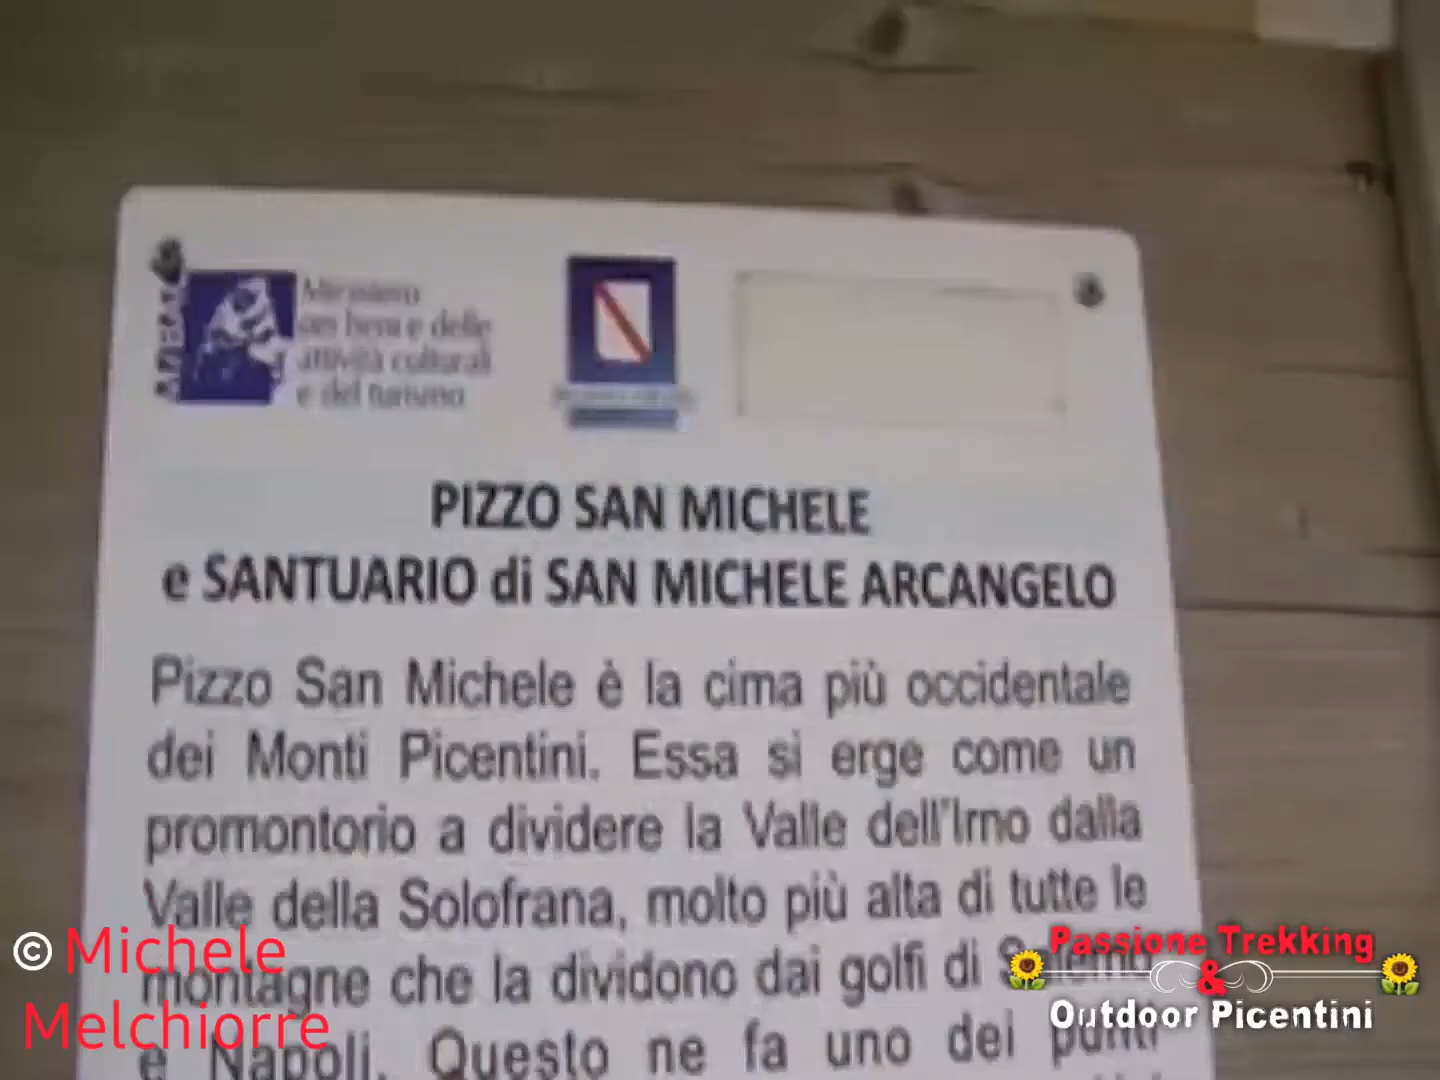 Ministero
dei beni e delle
attività culturali
e del turismo
PIZZO SAN MICHELE
e SANTUARIO di SAN MICHELE ARCANGELO
Pizzo San Michele è la cima più occidentale
dei Monti Picentini. Essa si erge come un
promontorio a dividere la Valle dell'Irno dalla
Valle della Solofrana, molto più alta di tutte le
montagne che la dividono dai golfi di Salerno
e Napoli. Questo ne fa uno dei punti
© Michele
Melchiorre
Passione Trekking
&
Outdoor Picentini